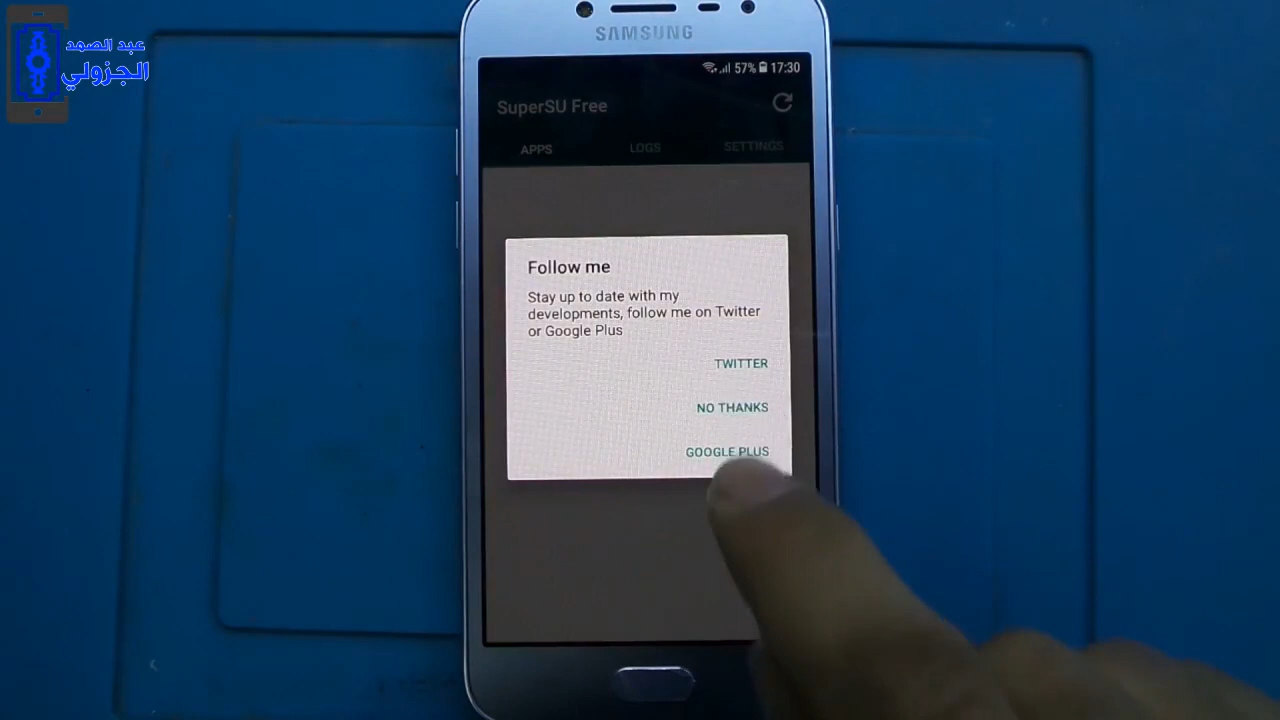 عبد الصمد
الجزولي
SAMSUNG
57% 17:30
SuperSU Free
APPS LOGS SETTINGS
Follow me
Stay up to date with my
developments, follow me on Twitter
or Google Plus
TWITTER
NO THANKS
GOOGLE PLUS